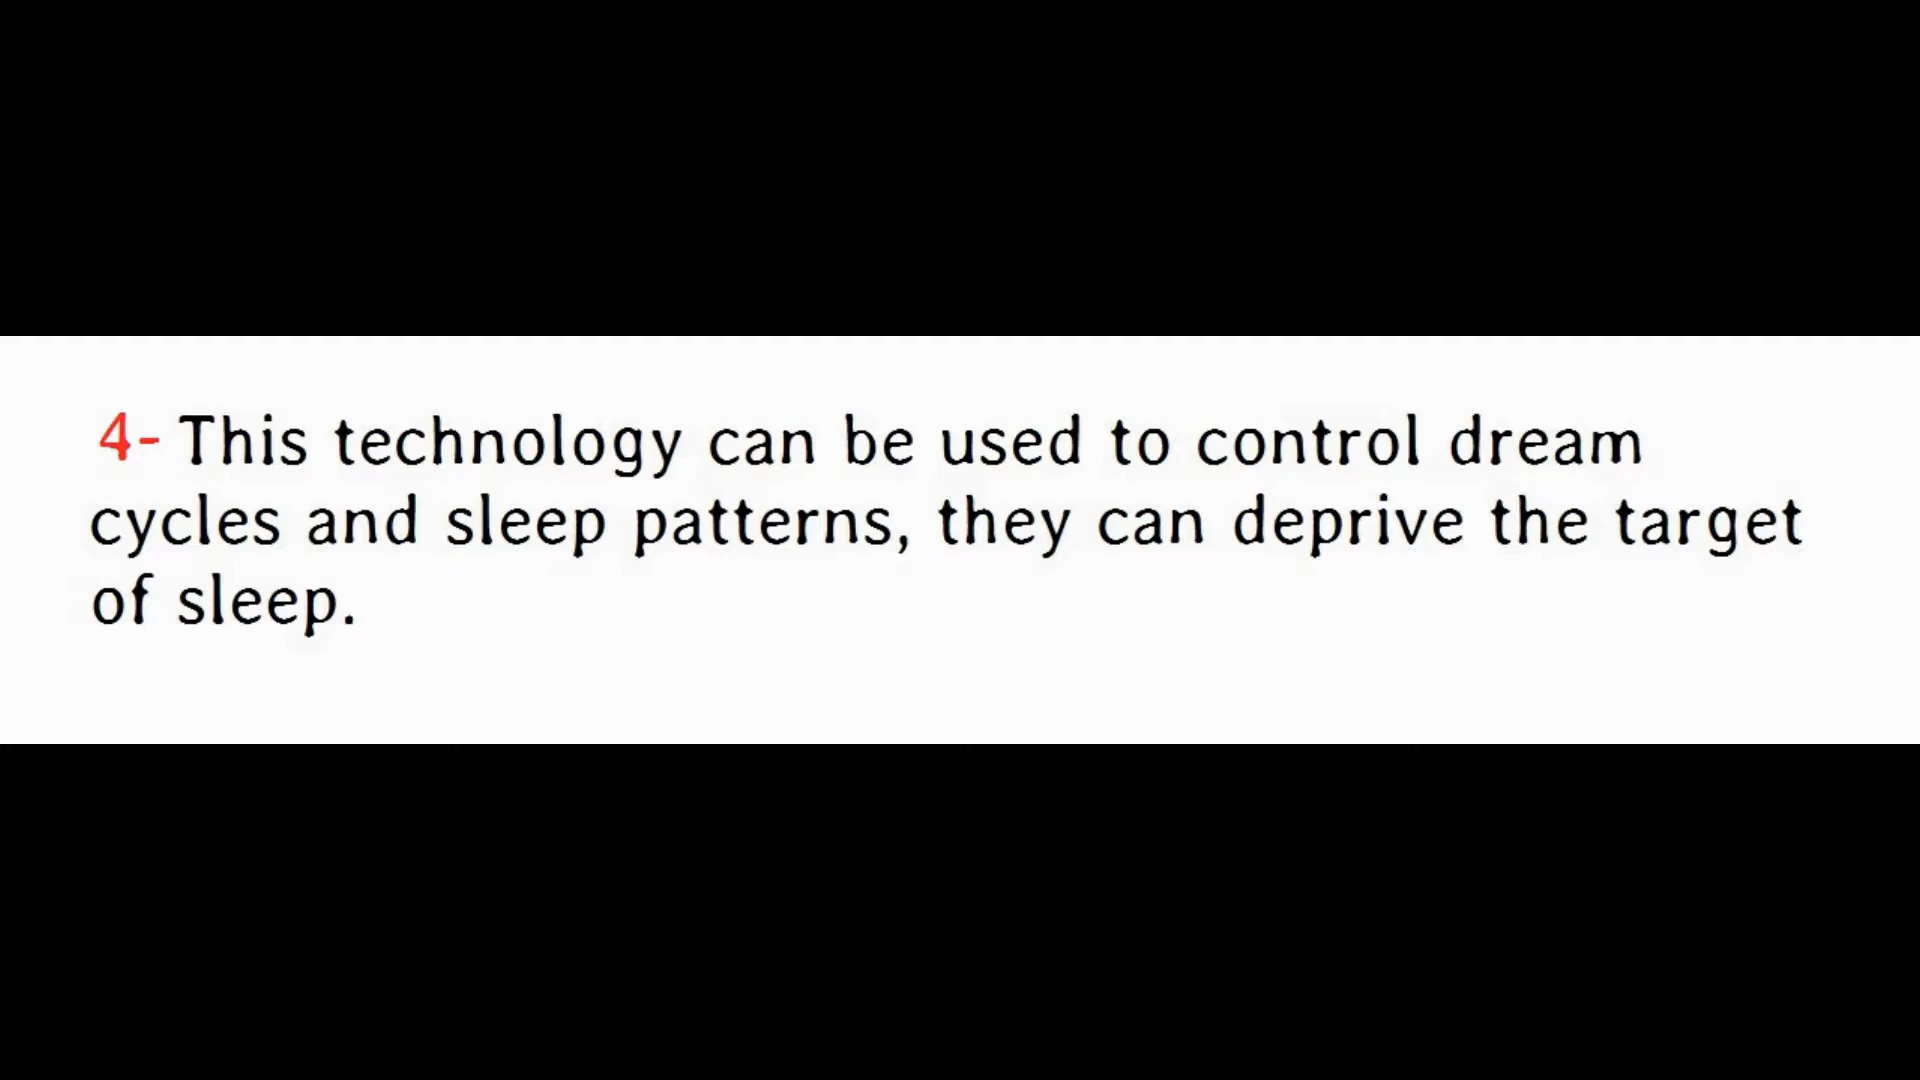 4- This technology can be used to control dream
cycles and sleep patterns, they can deprive the target
of sleep.